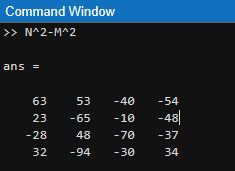 Command Window
>> N^2-M^2
ans =
63 53 -40 -54
23 -65 -10 -48
-28 48 -70 -37
32 -94 -30 34